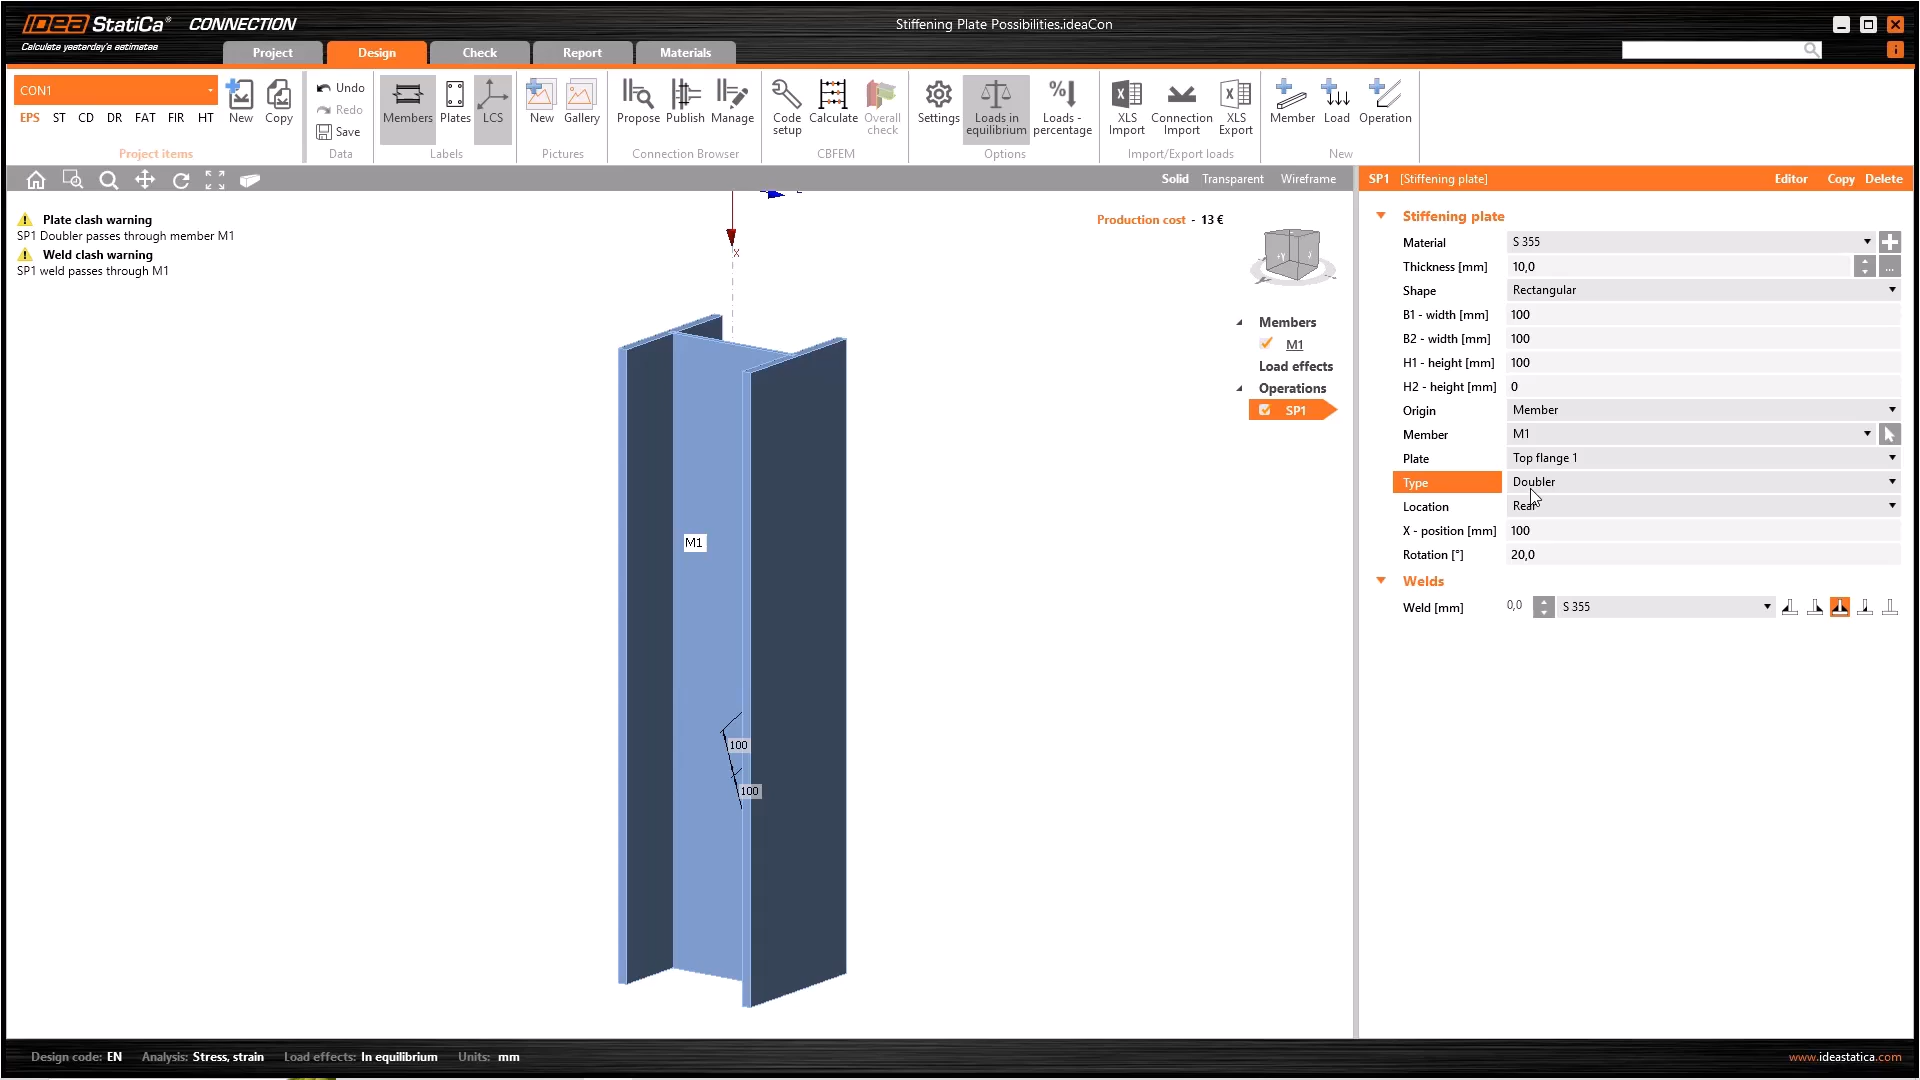 IDEA StatiCa® CONNECTION
Calculate yesterday's estimates
Stiffening Plate Possibilities.ideaCon
Project
Design
Check
Report
Materials
CON1
EPS ST CD DR FAT FIR HT
New
Copy
Project items
Undo
Redo
Save
Data
Members
Plates
LCS
Labels
New
Gallery
Pictures
Propose
Publish
Manage
Connection Browser
Code setup
Calculate
Overall check
CBFEM
Settings
Loads in equilibrium
Loads - percentage
Options
XLS Import
Connection Import
XLS Export
Import/Export loads
Member
Load
Operation
New
Solid
Transparent
Wireframe
SP1 [Stiffening plate]
Editor
Copy
Delete
Plate clash warning
SP1 Doubler passes through member M1
Weld clash warning
SP1 weld passes through M1
Production cost - 13 €
x
M1
100
100
Members
M1
Load effects
Operations
SP1
Stiffening plate
Material S 355
Thickness [mm] 10,0
...
Shape Rectangular
B1 - width [mm] 100
B2 - width [mm] 100
H1 - height [mm] 100
H2 - height [mm] 0
Origin Member
Member M1
Plate Top flange 1
Type Doubler
Location Rear
X - position [mm] 100
Rotation [°] 20,0
Welds
Weld [mm] 0,0 S 355
Design code: EN Analysis: Stress, strain Load effects: In equilibrium Units: mm
www.ideastatica.com